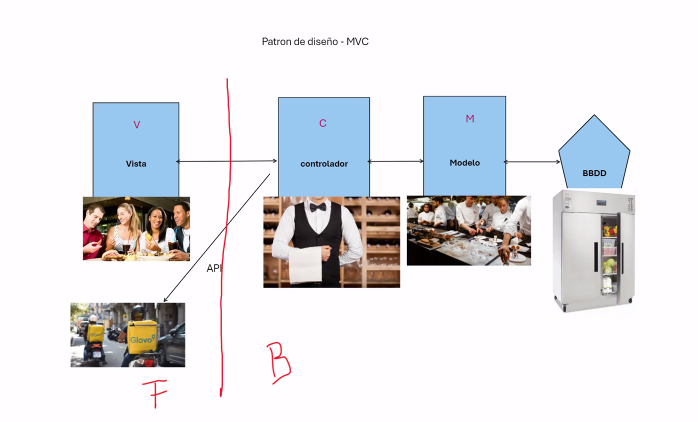 Patron de diseño - MVC
V
C
M
Vista
controlador
Modelo
BBDD
API
Glovo
F
B